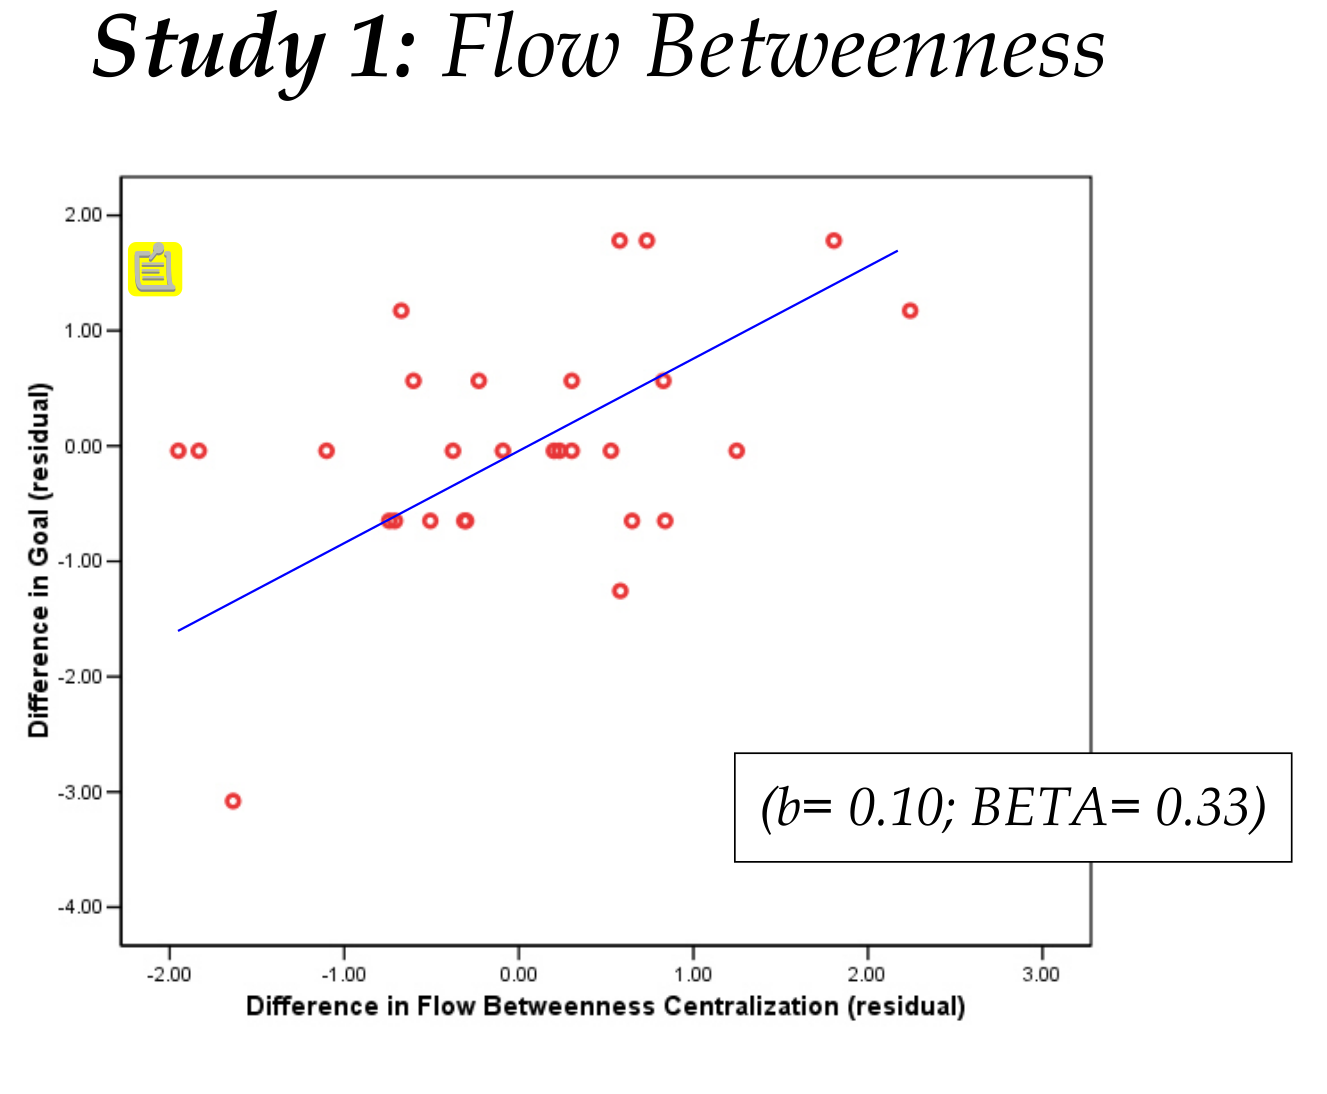 Study 1: Flow Betweenness
2.00
1.00
0.00
-1.00
-2.00
-3.00
-4.00
Difference in Goal (residual)
(b= 0.10; BETA= 0.33)
-2.00 -1.00 0.00 1.00 2.00 3.00
Difference in Flow Betweenness Centralization (residual)